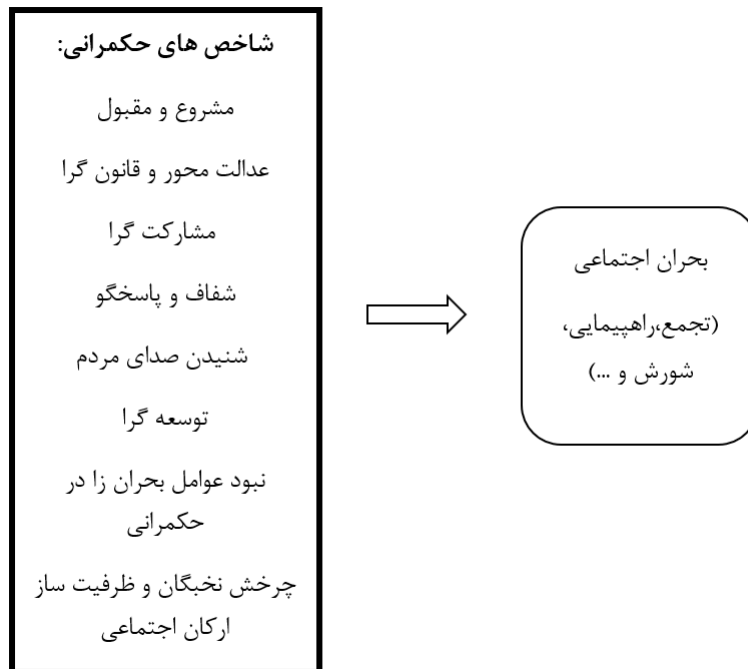 شاخص های حکمرانی:
مشروع و مقبول
عدالت محور و قانون گرا
مشارکت گرا
شفاف و پاسخگو
شنیدن صدای مردم
توسعه گرا
نبود عوامل بحران زا در
حکمرانی
چرخش نخبگان و ظرفیت ساز
ارکان اجتماعی
بحران اجتماعی
(تجمع،راهپیمایی،
شورش و ...)